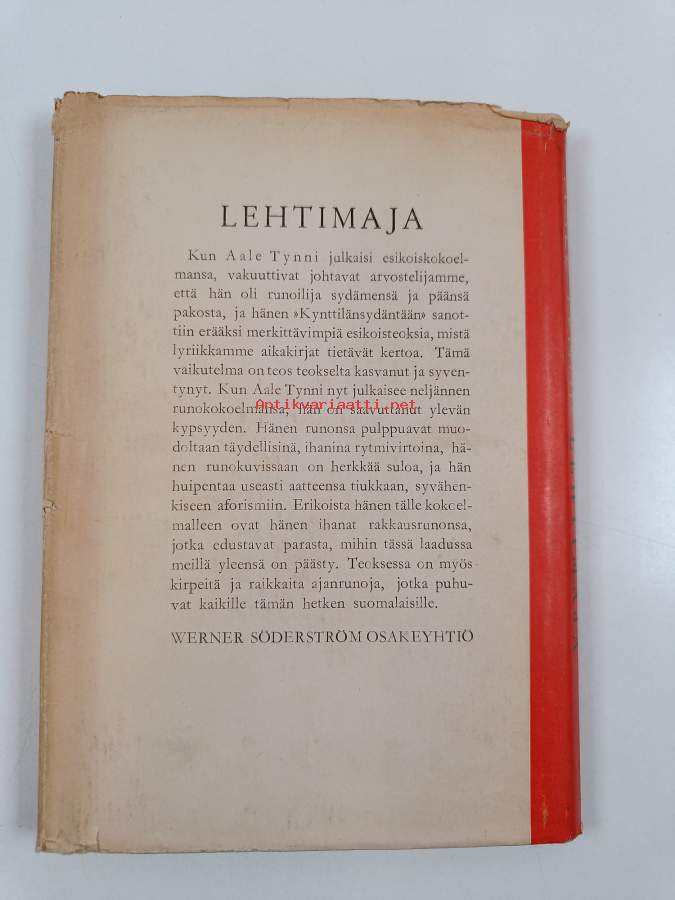 LEHTIMAJA
Kun Aale Tynni julkaisi esikoiskokoel-
mansa, vakuuttivat johtavat arvostelijamme,
että hän oli runoilija sydämensä ja päänsä
pakosta, ja hänen »Kynttilänsydäntään» sanot-
tiin erääksi merkittävimpiä esikoisteoksia, mistä
lyriikkamme aikakirjat tietävät kertoa. Tämä
vaikutelma on teos teokselta kasvanut ja syven-
tynyt. Kun Aale Tynni nyt julkaisee neljännen
Antikvariaatti.net
runokokoelmansa, hän on saavuttanut ylevän
kypsyyden. Hänen runonsa pulppuavat muo-
doltaan täydellisinä, ihanina rytmivirtoina, hä-
nen runokuvissaan on herkkää suloa, ja hän
huipentaa useasti aatteensa tiukkaan, syvähen-
kiseen aforismiin. Erikoista hänen tälle kokoel-
malleen ovat hänen ihanat rakkausrunonsa,
jotka edustavat parasta, mihin tässä laadussa
meillä yleensä on päästy. Teoksessa on myös
kirpeitä ja raikkaita ajanrunoja, jotka puhu-
vat kaikille tämän hetken suomalaisille.
WERNER SÖDERSTRÖM OSAKEYHTIÖ